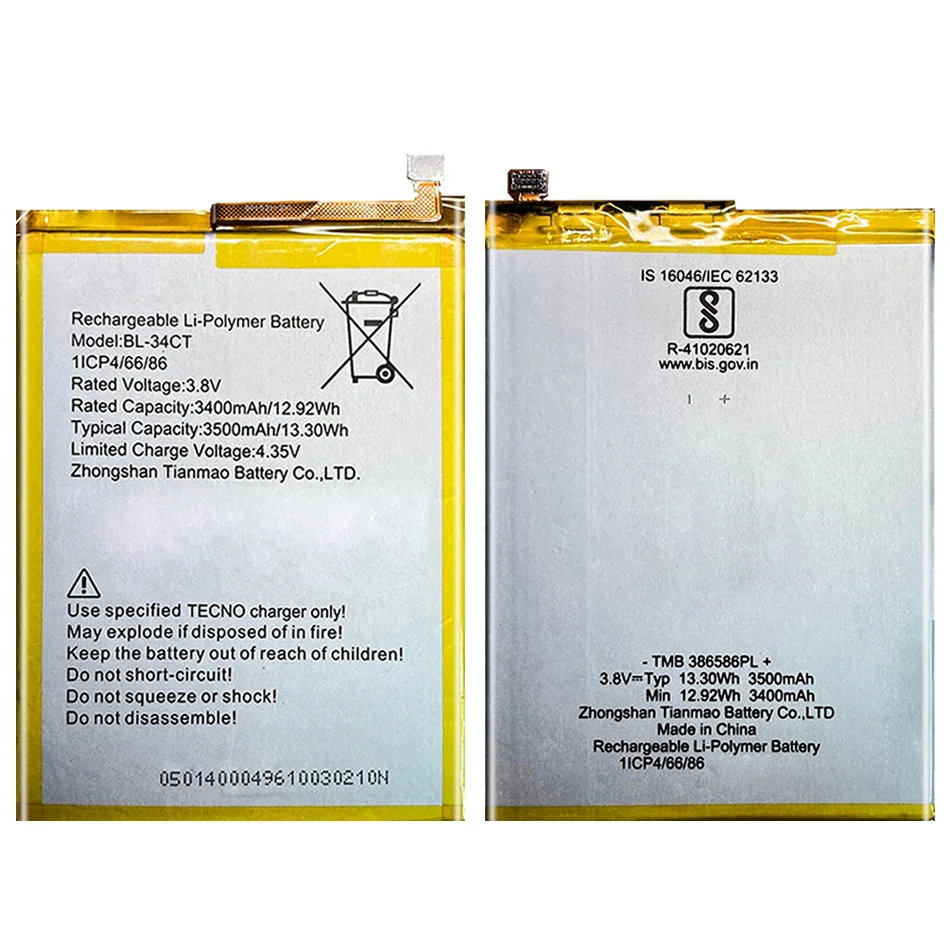 Rechargeable Li-Polymer Battery
Model:BL-34CT
1ICP4/66/86
Rated Voltage:3.8V
Rated Capacity:3400mAh/12.92Wh
Typical Capacity:3500mAh/13.30Wh
Limited Charge Voltage:4.35V
Zhongshan Tianmao Battery Co.,LTD.
Use specified TECNO charger only!
May explode if disposed of in fire!
Keep the battery out of reach of children!
Do not short-circuit!
Do not squeeze or shock!
Do not disassemble!
0501400049610030210N
IS 16046/IEC 62133
R-41020621
www.bis.gov.in
- TMB 386586PL +
3.8V⎓Typ 13.30Wh 3500mAh
Min 12.92Wh 3400mAh
Zhongshan Tianmao Battery Co.,LTD
Made in China
Rechargeable Li-Polymer Battery
1ICP4/66/86